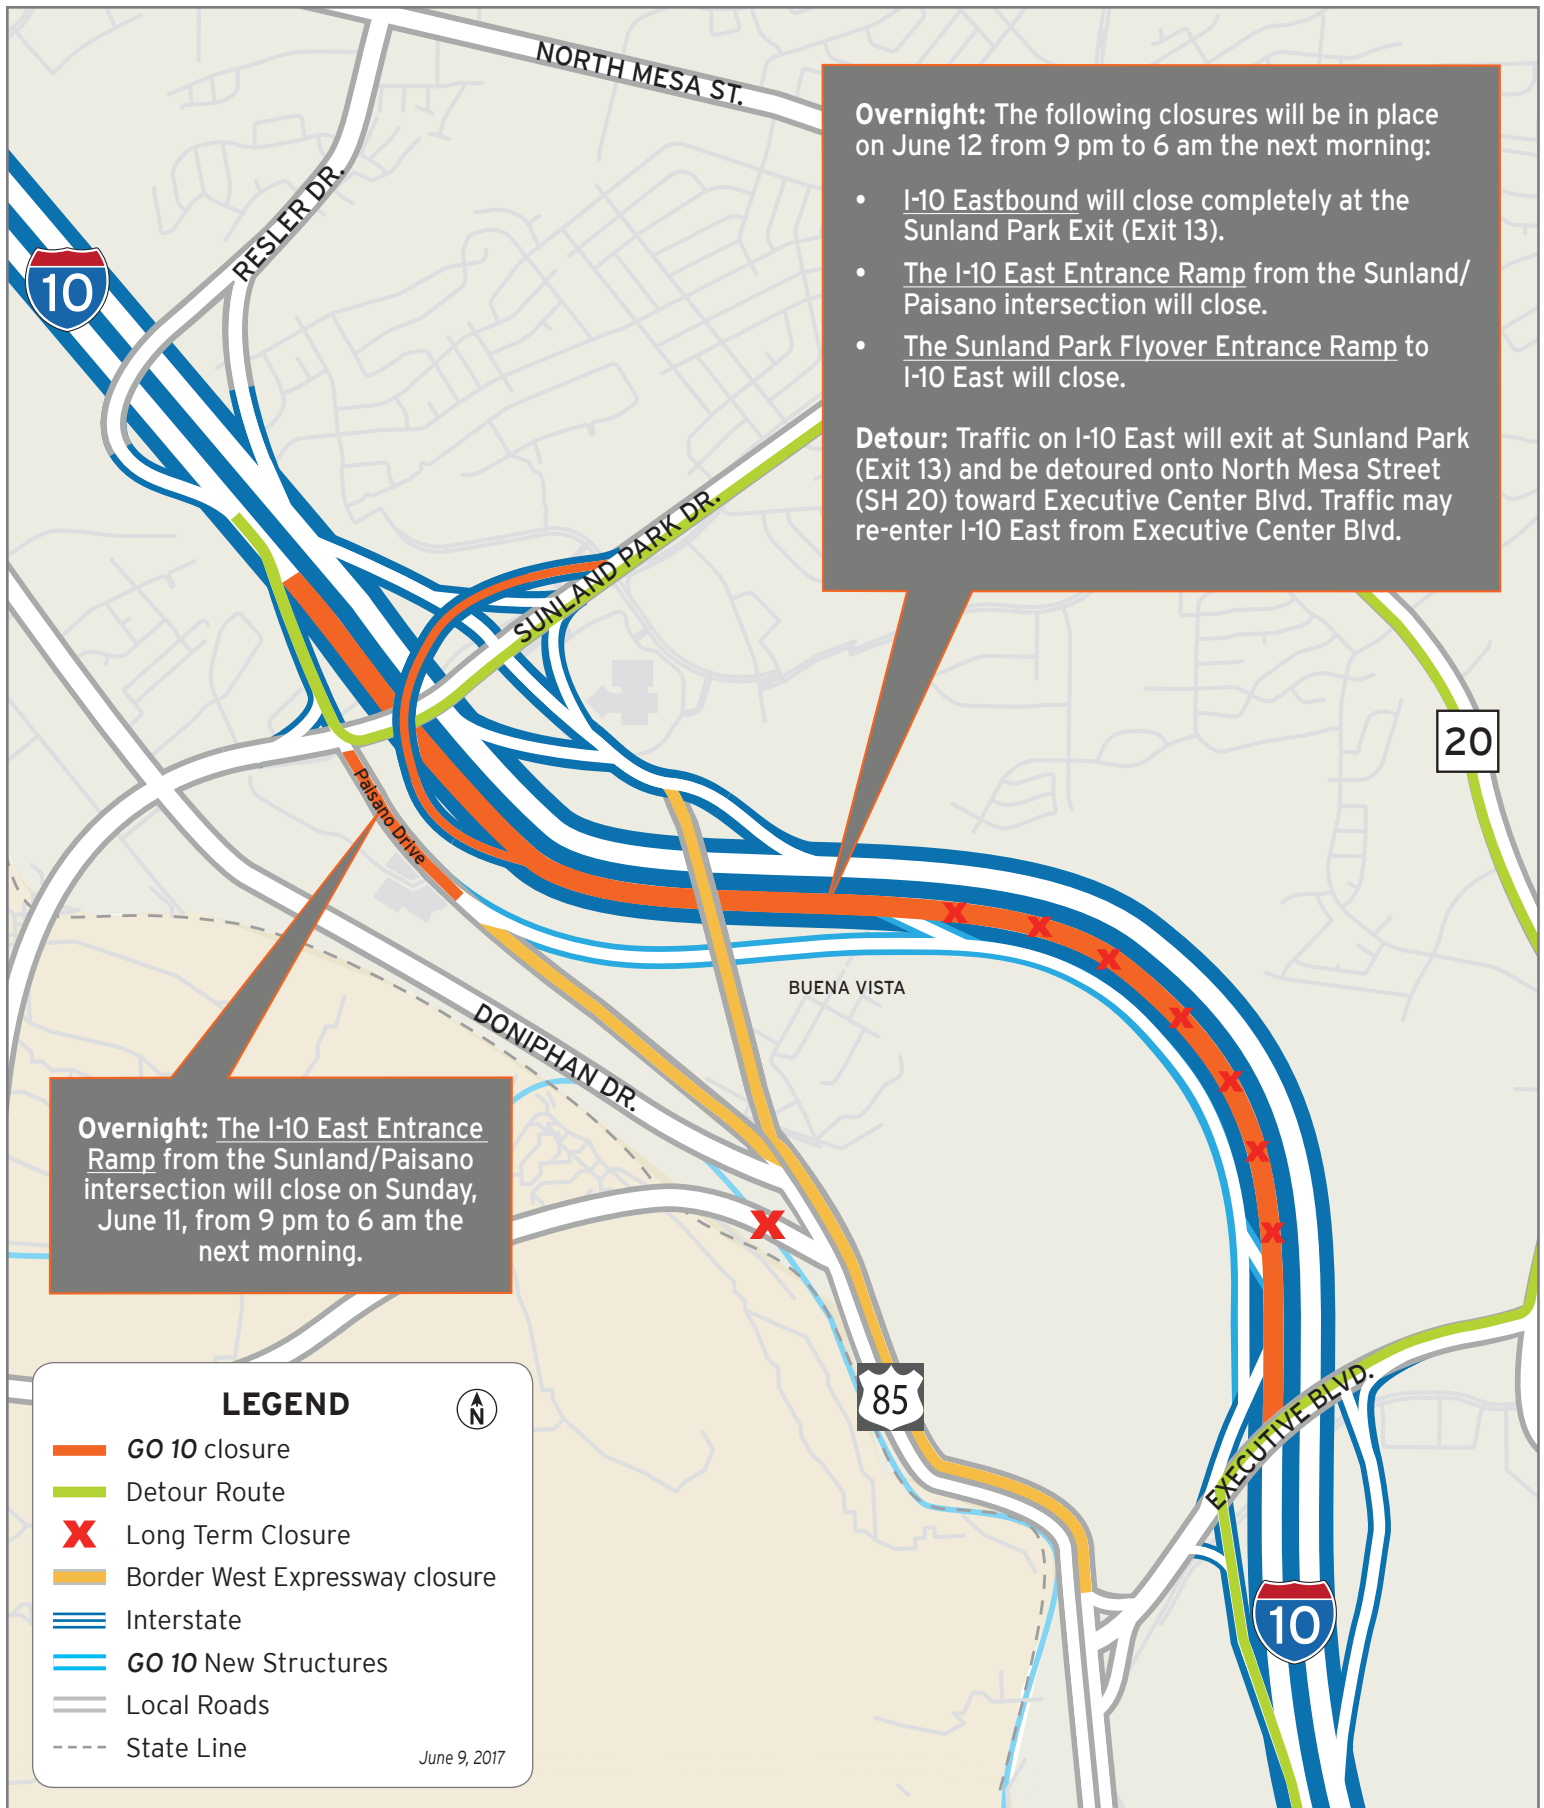 NORTH MESA ST.
RESLER DR.
10
Overnight: The following closures will be in place
on June 12 from 9 pm to 6 am the next morning:
• I-10 Eastbound will close completely at the
Sunland Park Exit (Exit 13).
• The I-10 East Entrance Ramp from the Sunland/
Paisano intersection will close.
• The Sunland Park Flyover Entrance Ramp to
I-10 East will close.
Detour: Traffic on I-10 East will exit at Sunland Park
(Exit 13) and be detoured onto North Mesa Street
(SH 20) toward Executive Center Blvd. Traffic may
re-enter I-10 East from Executive Center Blvd.
SUNLAND PARK DR.
20
Paisano Drive
BUENA VISTA
DONIPHAN DR.
Overnight: The I-10 East Entrance
Ramp from the Sunland/Paisano
intersection will close on Sunday,
June 11, from 9 pm to 6 am the
next morning.
85
EXECUTIVE BLVD.
10
LEGEND
N
GO 10 closure
Detour Route
X Long Term Closure
Border West Expressway closure
Interstate
GO 10 New Structures
Local Roads
State Line
June 9, 2017